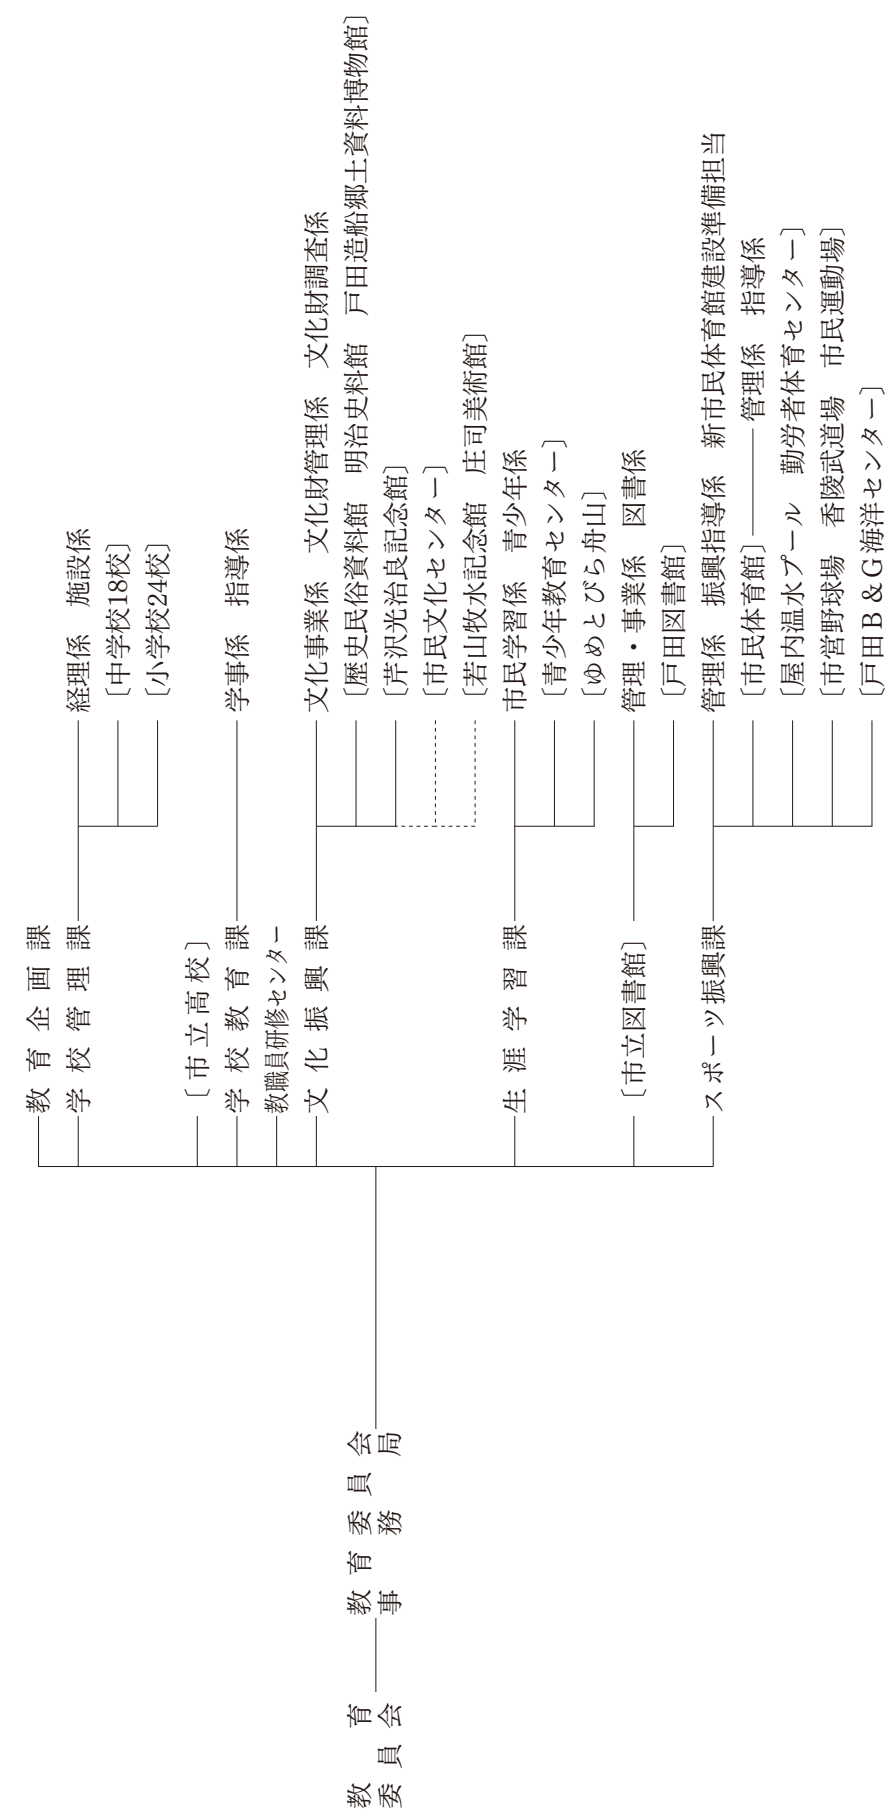 教育委員会
教育委員会事務局
教育企画課
学校管理課
経理係　施設係
〔中学校18校〕
〔小学校24校〕
〔市立高校〕
学校教育課
学事係　指導係
教職員研修センター
文化振興課
文化事業係　文化財管理係　文化財調査係
〔歴史民俗資料館　明治史料館　戸田造船郷土資料博物館〕
〔芹沢光治良記念館〕
〔市民文化センター〕
〔若山牧水記念館　庄司美術館〕
生涯学習課
市民学習係　青少年係
〔青少年教育センター〕
〔ゆめとびら舟山〕
〔市立図書館〕
管理・事業係　図書係
〔戸田図書館〕
スポーツ振興課
管理係　振興指導係　新市民体育館建設準備担当
〔市民体育館〕――管理係　指導係
〔屋内温水プール　勤労者体育センター〕
〔市営野球場　香陵武道場　市民運動場〕
〔戸田B＆G海洋センター〕